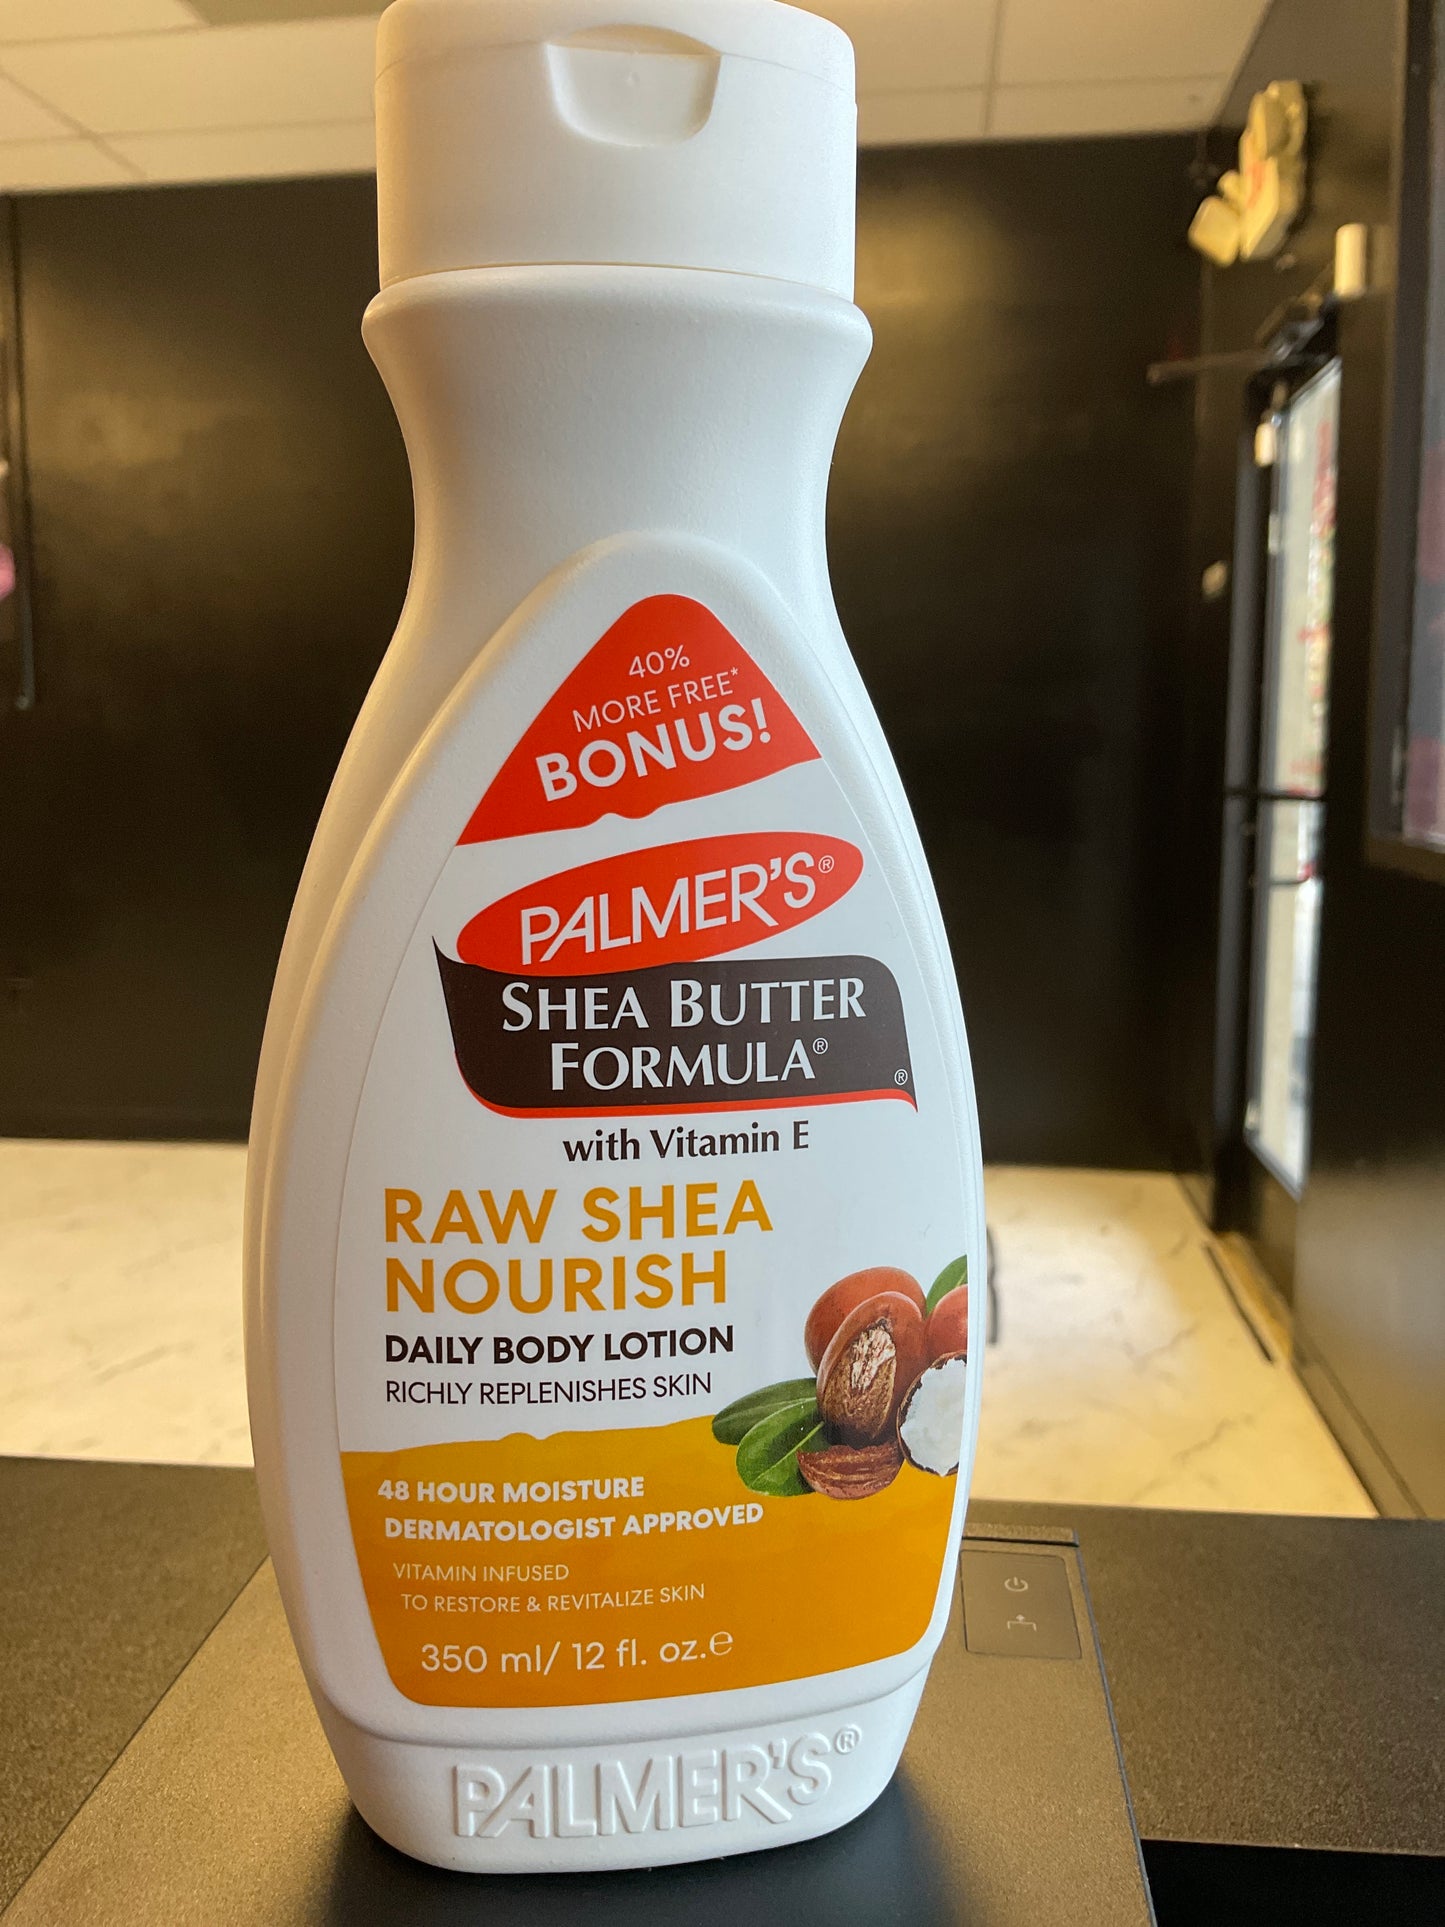 40%
MORE FREE*
BONUS!
PALMER'S®
SHEA BUTTER
FORMULA®
®
with Vitamin E
RAW SHEA
NOURISH
DAILY BODY LOTION
RICHLY REPLENISHES SKIN
48 HOUR MOISTURE
DERMATOLOGIST APPROVED
VITAMIN INFUSED
TO RESTORE & REVITALIZE SKIN
350 ml/ 12 fl. oz.℮
PALMER'S®